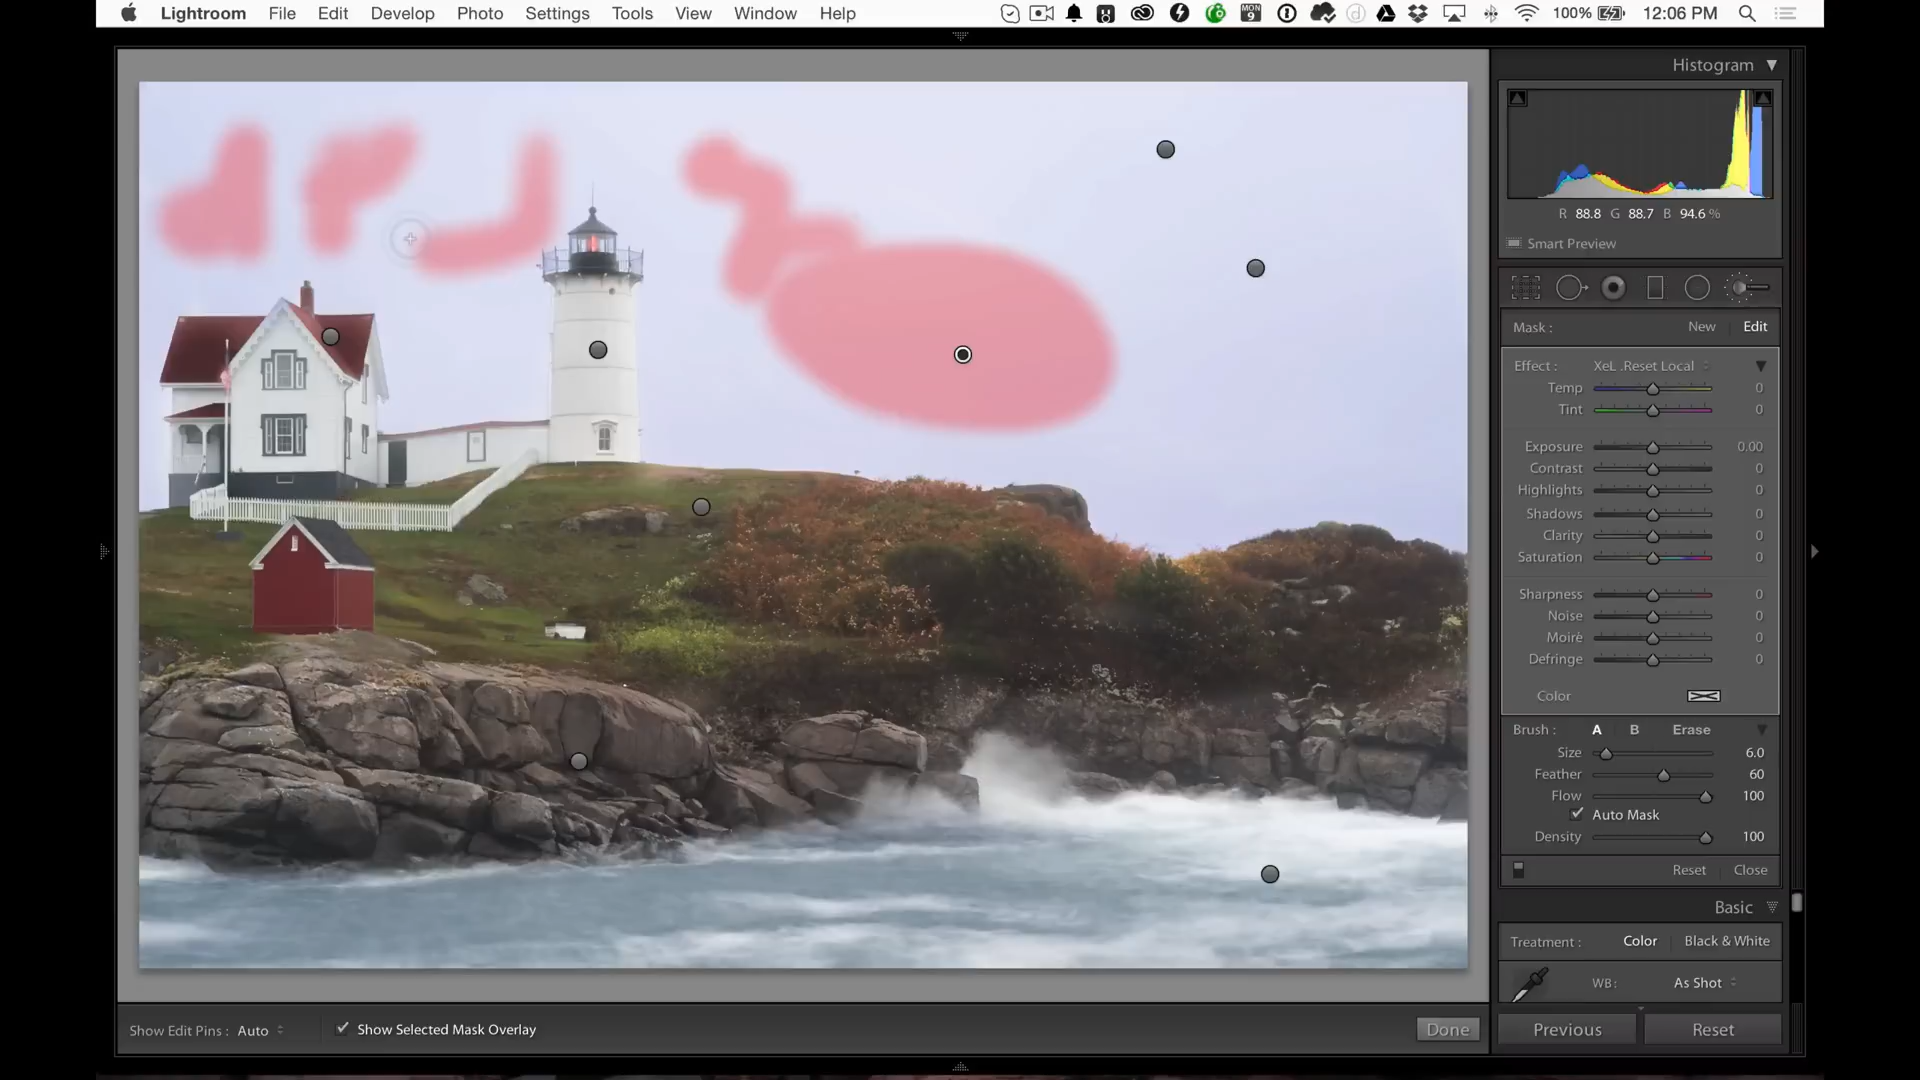 Lightroom File Edit Develop Photo Settings Tools View Window Help MON 9 100% 12:06 PM
Histogram
R 88.8 G 88.7 B 94.6 %
Smart Preview
Mask : New Edit
Effect : XeL .Reset Local
Temp 0
Tint 0
Exposure 0.00
Contrast 0
Highlights 0
Shadows 0
Clarity 0
Saturation 0
Sharpness 0
Noise 0
Moiré 0
Defringe 0
Color
Brush : A B Erase
Size 6.0
Feather 60
Flow 100
Auto Mask
Density 100
Reset Close
Basic
Treatment : Color Black & White
WB : As Shot
Show Edit Pins : Auto Show Selected Mask Overlay Done Previous Reset